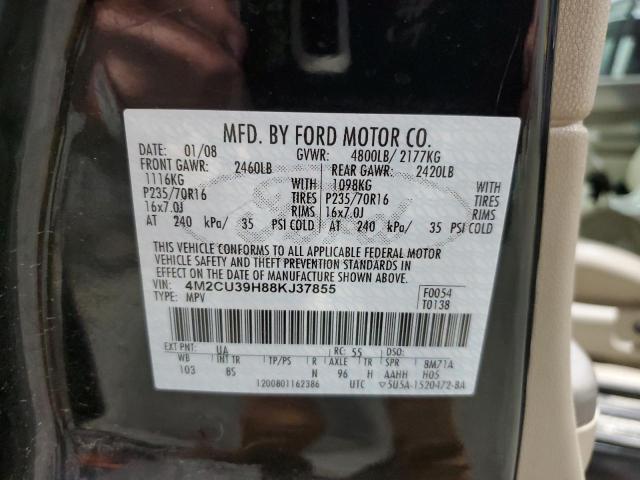 MFD. BY FORD MOTOR CO.
DATE: 01/08 GVWR: 4800LB/ 2177KG
FRONT GAWR: 2460LB REAR GAWR: 2420LB
1116KG WITH 1098KG WITH
P235/70R16 TIRES P235/70R16 TIRES
16x7.0J RIMS 16x7.0J RIMS
AT 240 kPa/ 35 PSI COLD AT 240 kPa/ 35 PSI COLD
THIS VEHICLE CONFORMS TO ALL APPLICABLE FEDERAL MOTOR
VEHICLE SAFETY AND THEFT PREVENTION STANDARDS IN
EFFECT ON THE DATE OF MANUFACTURE SHOWN ABOVE.
VIN: 4M2CU39H88KJ37855 F0054
TYPE: MPV T0138
EXT PNT: UA RC: 55 DSO:
WB INT TR TP/PS R AXLE TR SPR 8M71A
103 85 N 96 H AAHH H05
1200801162386 UTC 5U5A-1520472-BA